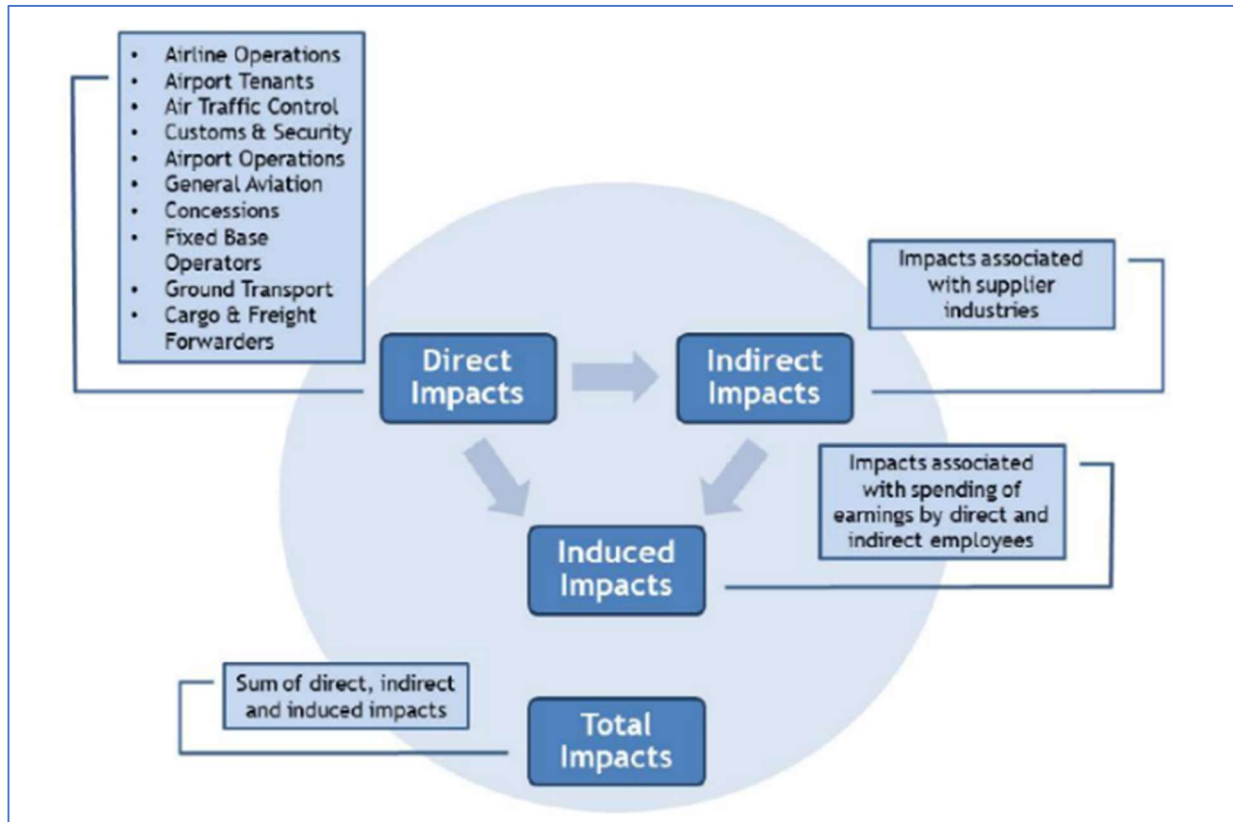 • Airline Operations
• Airport Tenants
• Air Traffic Control
• Customs & Security
• Airport Operations
• General Aviation
• Concessions
• Fixed Base
Operators
• Ground Transport
• Cargo & Freight
Forwarders
Direct
Impacts
Indirect
Impacts
Impacts associated
with supplier
industries
Impacts associated
with spending of
earnings by direct and
indirect employees
Induced
Impacts
Sum of direct, indirect
and induced impacts
Total
Impacts